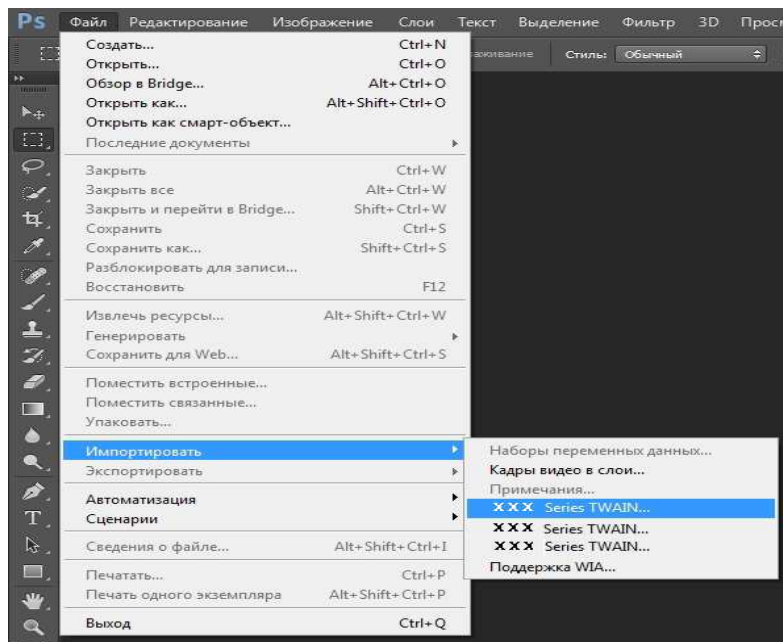 Ps Файл Редактирование Изображение Слои Текст Выделение Фильтр 3D
Стиль: Обычный
Создать... Ctrl+N
Открыть... Ctrl+O
Обзор в Bridge... Alt+Ctrl+O
Открыть как... Alt+Shift+Ctrl+O
Открыть как смарт-объект...
Последние документы
Закрыть Ctrl+W
Закрыть все Alt+Ctrl+W
Закрыть и перейти в Bridge... Shift+Ctrl+W
Сохранить Ctrl+S
Сохранить как... Shift+Ctrl+S
Разблокировать для записи...
Восстановить F12
Извлечь ресурсы... Alt+Shift+Ctrl+W
Генерировать
Сохранить для Web... Alt+Shift+Ctrl+S
Поместить встроенные...
Поместить связанные...
Упаковать...
Импортировать
Экспортировать
Автоматизация
Сценарии
Сведения о файле... Alt+Shift+Ctrl+I
Печатать... Ctrl+P
Печать одного экземпляра Alt+Shift+Ctrl+P
Выход Ctrl+Q
Наборы переменных данных...
Кадры видео в слои...
Примечания...
XXX Series TWAIN...
XXX Series TWAIN...
XXX Series TWAIN...
Поддержка WIA...